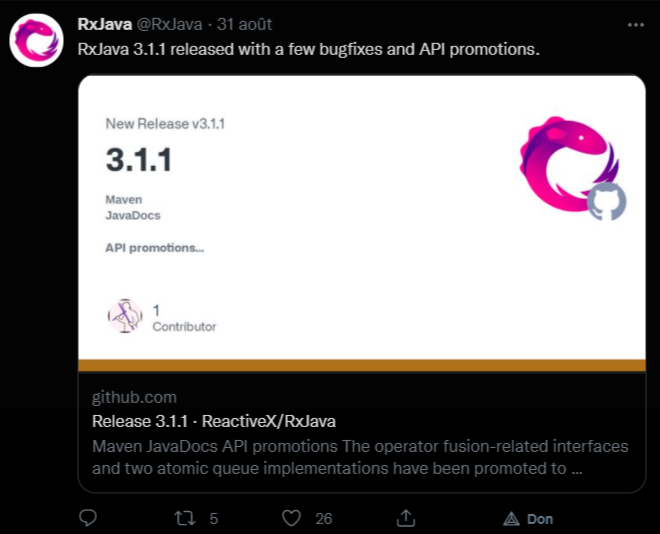 RxJava @RxJava · 31 août
RxJava 3.1.1 released with a few bugfixes and API promotions.
New Release v3.1.1
3.1.1
Maven
JavaDocs
API promotions...
1
Contributor
github.com
Release 3.1.1 · ReactiveX/RxJava
Maven JavaDocs API promotions The operator fusion-related interfaces
and two atomic queue implementations have been promoted to ...
5 26 Don